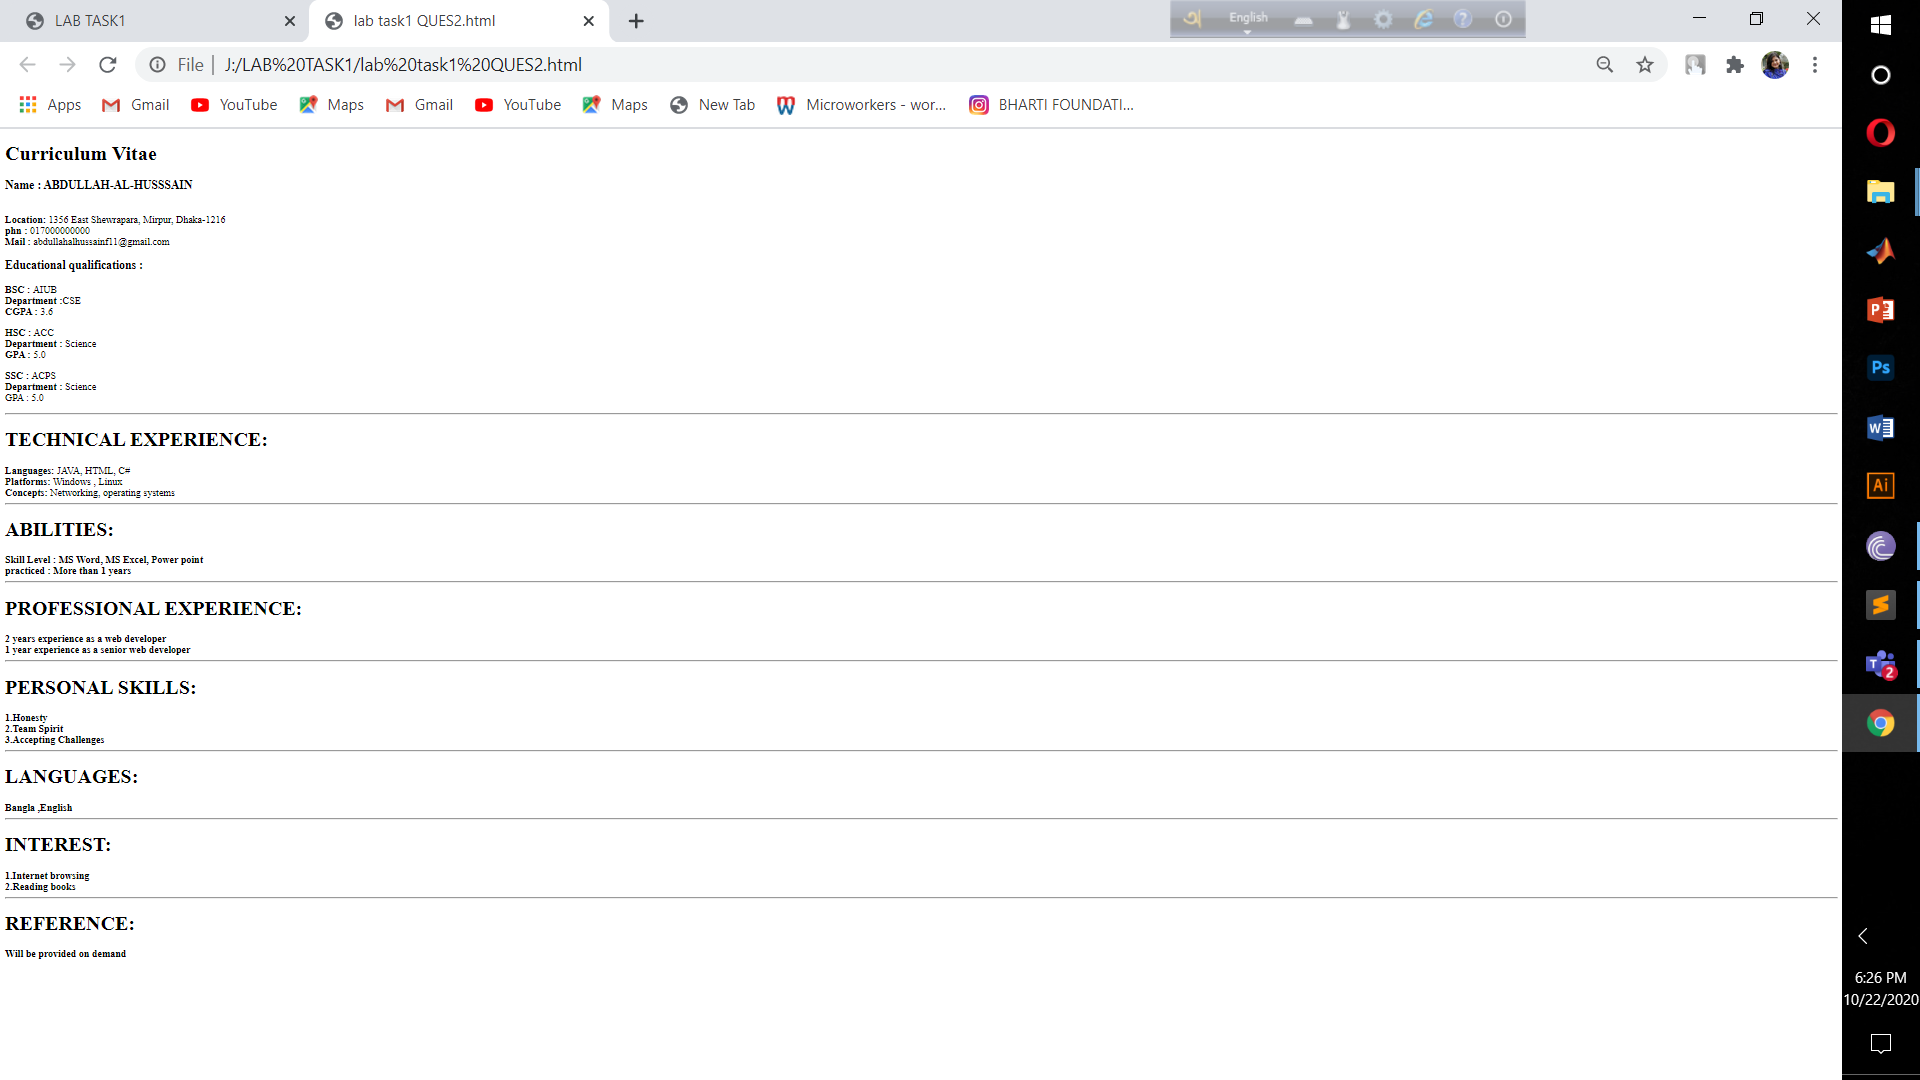 LAB TASK1
lab task1 QUES2.html
English
File | J:/LAB%20TASK1/lab%20task1%20QUES2.html
Apps Gmail YouTube Maps Gmail YouTube Maps New Tab Microworkers - wor... BHARTI FOUNDATI...
Curriculum Vitae
Name : ABDULLAH-AL-HUSSSAIN
Location: 1356 East Shewrapara, Mirpur, Dhaka-1216
phn : 017000000000
Mail : abdullahalhussainf11@gmail.com
Educational qualifications :
BSC : AIUB
Department :CSE
CGPA : 3.6
HSC : ACC
Department : Science
GPA : 5.0
SSC : ACPS
Department : Science
GPA : 5.0
TECHNICAL EXPERIENCE:
Languages: JAVA, HTML, C#
Platforms: Windows , Linux
Concepts: Networking, operating systems
ABILITIES:
Skill Level : MS Word, MS Excel, Power point
practiced : More than 1 years
PROFESSIONAL EXPERIENCE:
2 years experience as a web developer
1 year experience as a senior web developer
PERSONAL SKILLS:
1.Honesty
2.Team Spirit
3.Accepting Challenges
LANGUAGES:
Bangla ,English
INTEREST:
1.Internet browsing
2.Reading books
REFERENCE:
Will be provided on demand
Ps
Ai
2
6:26 PM
10/22/2020